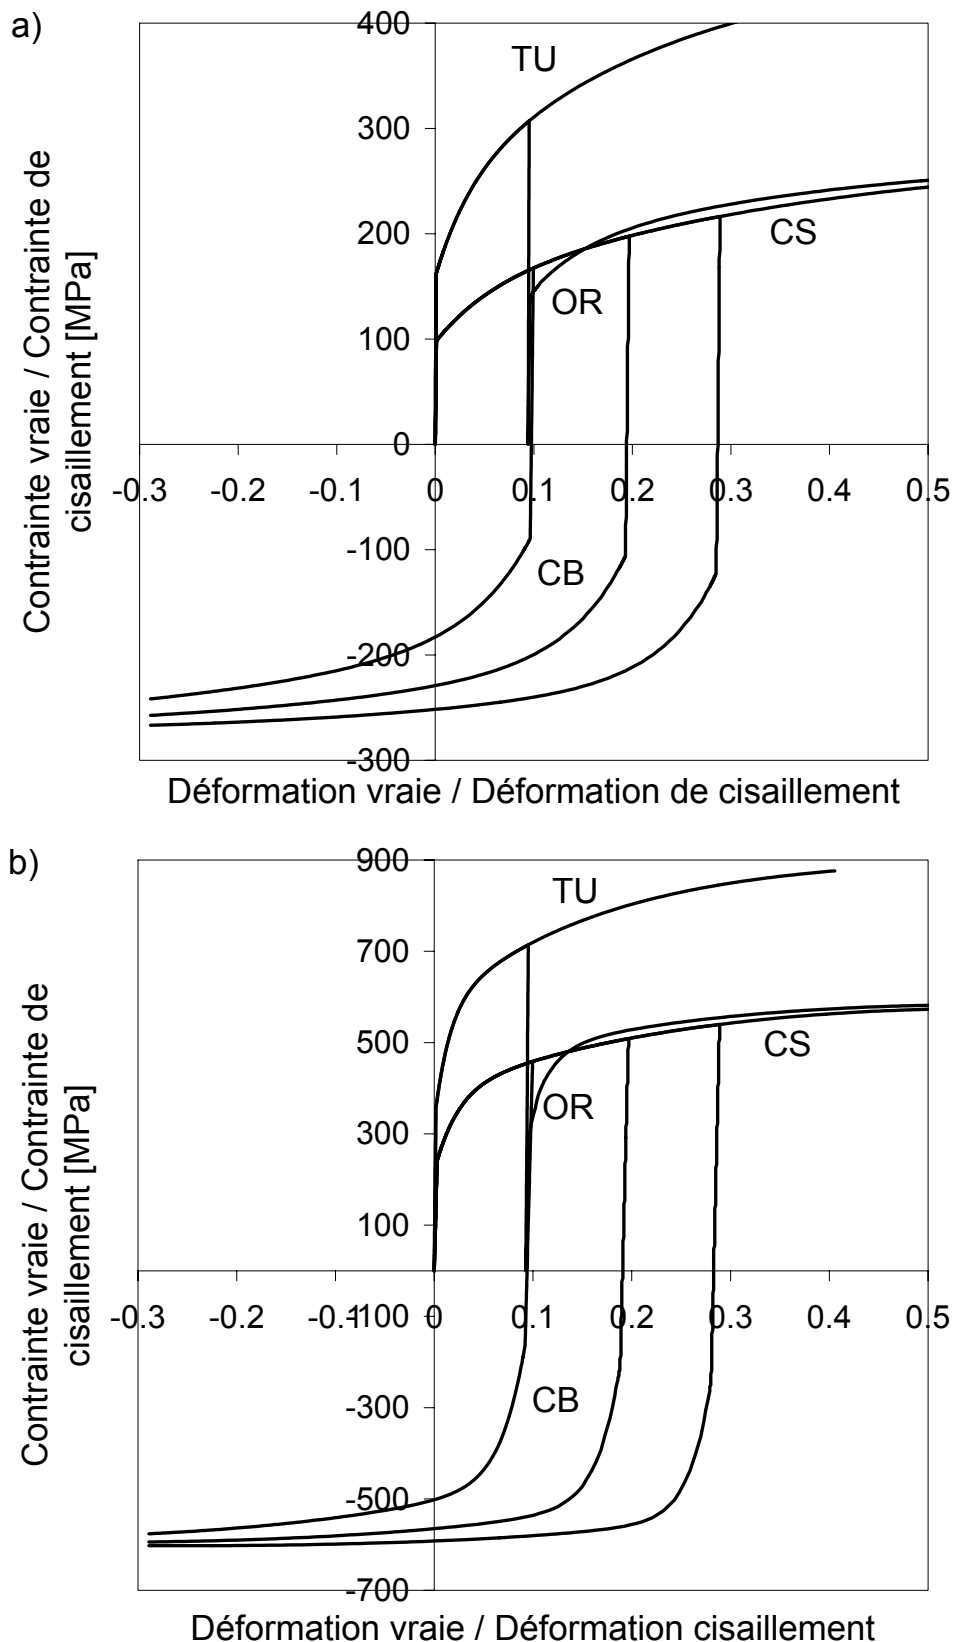 a)
Contrainte vraie / Contrainte de
cisaillement [MPa]
400
300
200
100
0
-100
-200
-300
TU
CS
OR
CB
-0.3 -0.2 -0.1 0 0.1 0.2 0.3 0.4 0.5
Déformation vraie / Déformation de cisaillement
b)
Contrainte vraie / Contrainte de
cisaillement [MPa]
900
700
500
300
100
-100
-300
-500
-700
TU
CS
OR
CB
-0.3 -0.2 -0.1 0 0.1 0.2 0.3 0.4 0.5
Déformation vraie / Déformation cisaillement